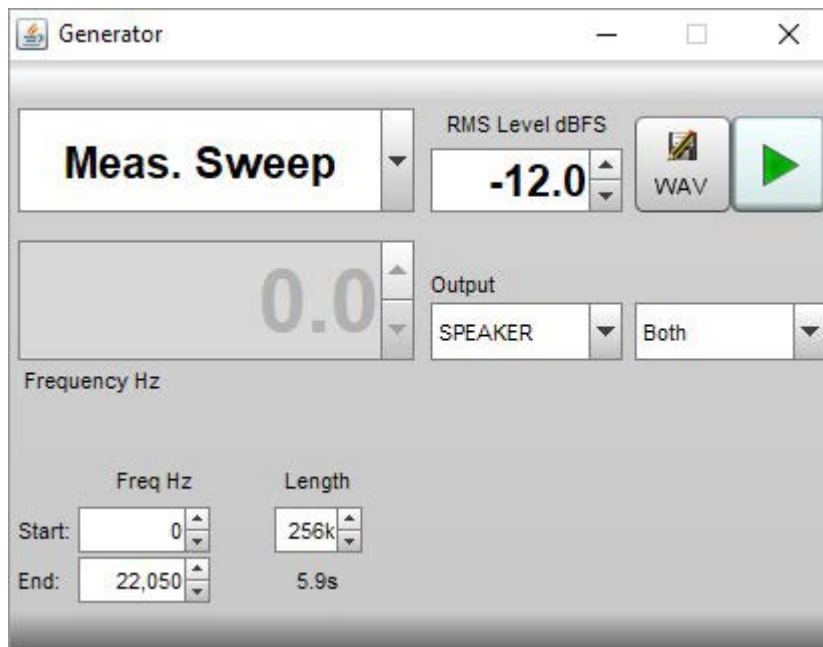 Generator
RMS Level dBFS
Meas. Sweep
-12.0
WAV
0.0
Output
SPEAKER
Both
Frequency Hz
Freq Hz
Length
Start:
0
256k
End:
22,050
5.9s